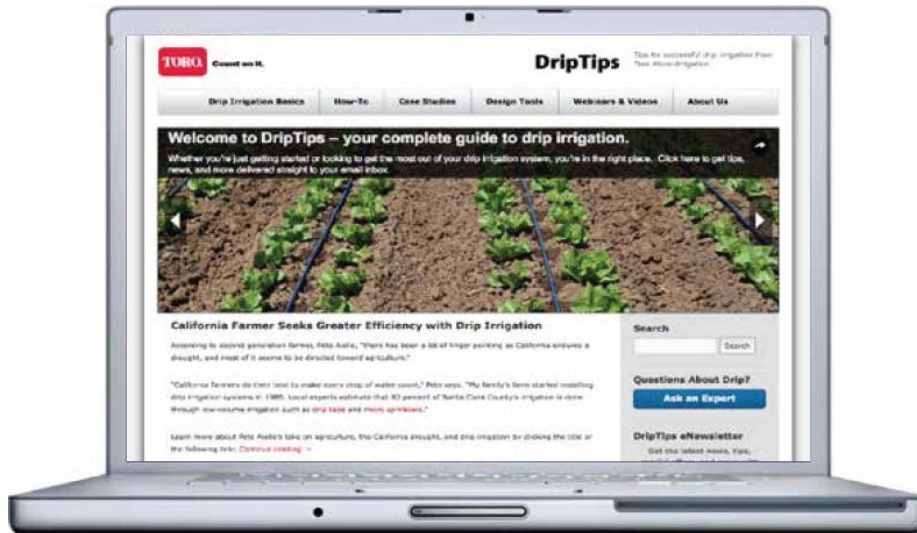 TORO. Count on it.
DripTips
Tips for successful drip irrigation from
Toro Micro-Irrigation
Drip Irrigation Basics How-To Case Studies Design Tools Webinars & Videos About Us
Welcome to DripTips – your complete guide to drip irrigation.
Whether you're just getting started or looking to get the most out of your drip irrigation system, you're in the right place. Click here to get tips,
news, and more delivered straight to your email inbox.
California Farmer Seeks Greater Efficiency with Drip Irrigation
According to second generation farmer, Pete Aiello, "there has been a lot of finger pointing as California endures a
drought, and most of it seems to be directed toward agriculture."
"California farmers do their best to make every drop of water count," Pete says. "My family's farm started installing
drip irrigation systems in 1985. Local experts estimate that 83 percent of Santa Clara County's irrigation is done
through low-volume irrigation such as drip tape and micro sprinklers."
Learn more about Pete Aiello's take on agriculture, the California drought, and drip irrigation by clicking the title or
the following link: Continue reading →
Search
Search
Questions About Drip?
Ask an Expert
DripTips eNewsletter
Get the latest news, tips,